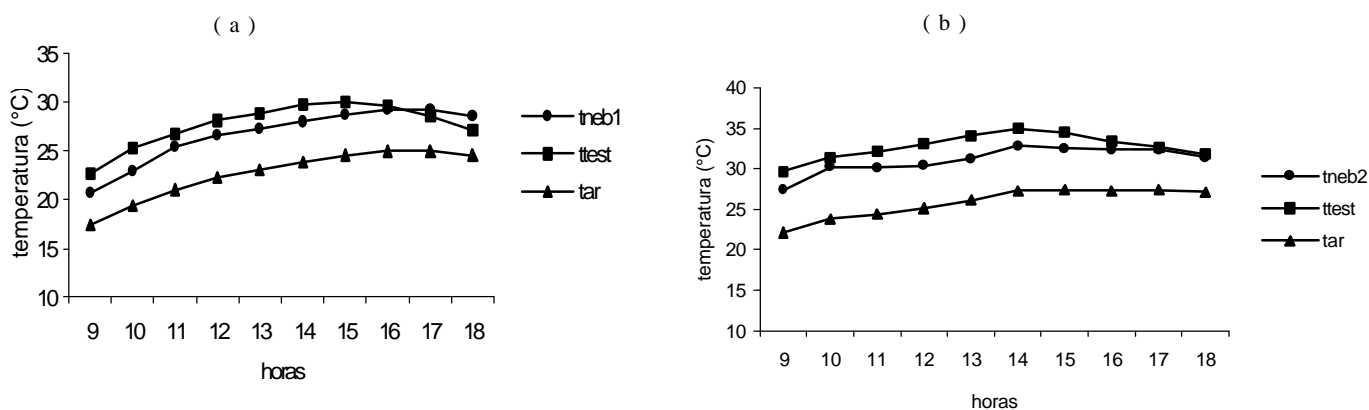 ( a )
35
30
25
20
15
10
temperatura (°C)
9 10 11 12 13 14 15 16 17 18
horas
tneb1
ttest
tar
( b )
40
35
30
25
20
15
10
temperatura (°C)
9 10 11 12 13 14 15 16 17 18
horas
tneb2
ttest
tar